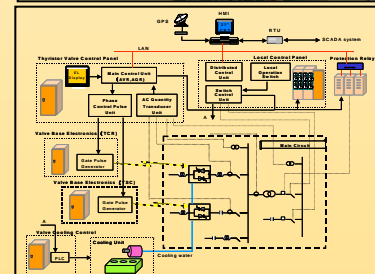 GPS
HMI
RTU
SCADA system
LAN
Thyristor Valve Control Panel
Local Control Panel
Protection Relay
EL
Display
Main Control Unit
(AVR,AQR)
Distributed
Control
Unit
Local
Operation
Switch
Phase
Control Pulse
Unit
AC Quantity
Transducer
Unit
Switch
Control
Unit
A
Valve Base Electronics (TCR)
Main Circuit
Gate Pulse
Generator
Valve Base Electronics (TSC)
Gate Pulse
Generator
A
Valve Cooling Control
Cooling Unit
PLC
Cooling water